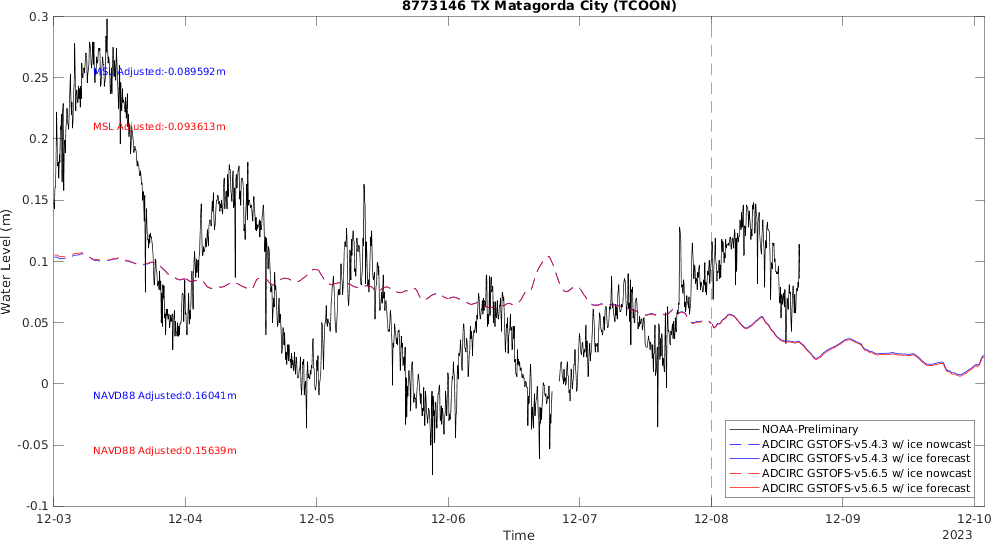 8773146 TX Matagorda City (TCOON)
0.3
0.25
0.2
0.15
0.1
0.05
0
-0.05
-0.1
Water Level (m)
MSL Adjusted:-0.089592m
MSL Adjusted:-0.093613m
NAVD88 Adjusted:0.16041m
NAVD88 Adjusted:0.15639m
NOAA-Preliminary
ADCIRC GSTOFS-v5.4.3 w/ ice nowcast
ADCIRC GSTOFS-v5.4.3 w/ ice forecast
ADCIRC GSTOFS-v5.6.5 w/ ice nowcast
ADCIRC GSTOFS-v5.6.5 w/ ice forecast
12-03 12-04 12-05 12-06 12-07 12-08 12-09 12-10
Time
2023